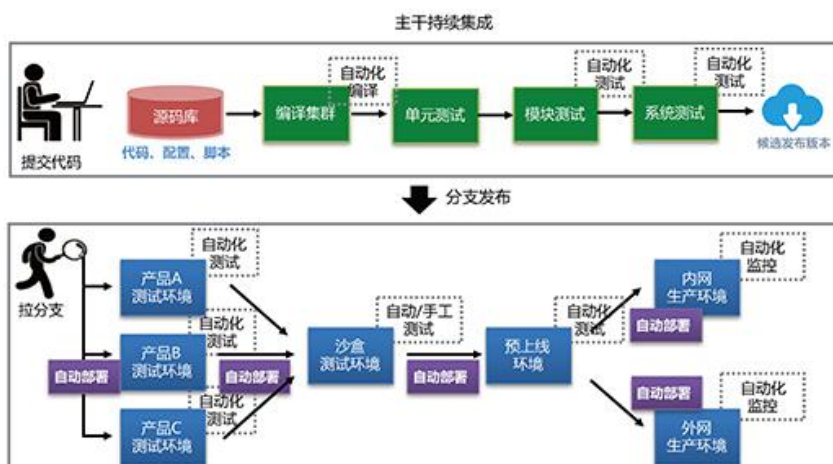 主干持续集成
提交代码
源码库
代码、配置、脚本
编译集群
自动化
编译
单元测试
模块测试
自动化
测试
系统测试
自动化
测试
候选发布版本
分支发布
拉分支
产品A
测试环境
自动化
测试
产品B
测试环境
自动化
测试
自动部署
产品C
测试环境
自动化
测试
自动部署
沙盒
测试环境
自动/手工
测试
自动部署
预上线
环境
自动化
测试
内网
生产环境
自动化
监控
自动部署
自动部署
外网
生产环境
自动化
监控